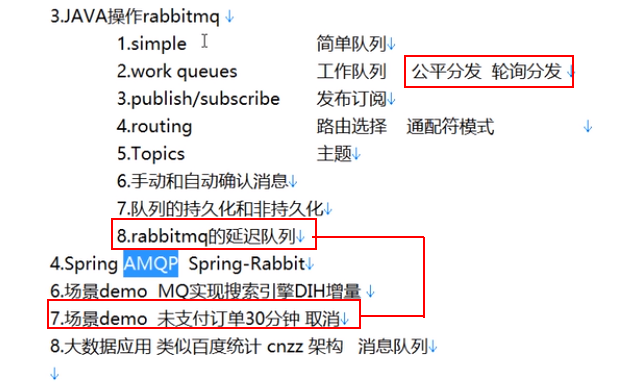 3.JAVA操作rabbitmq
1.simple 简单队列
2.work queues 工作队列 公平分发 轮询分发
3.publish/subscribe 发布订阅
4.routing 路由选择 通配符模式
5.Topics 主题
6.手动和自动确认消息
7.队列的持久化和非持久化
8.rabbitmq的延迟队列
4.Spring AMQP Spring-Rabbit
6.场景demo MQ实现搜索引擎DIH增量
7.场景demo 未支付订单30分钟 取消
8.大数据应用 类似百度统计 cnzz 架构 消息队列